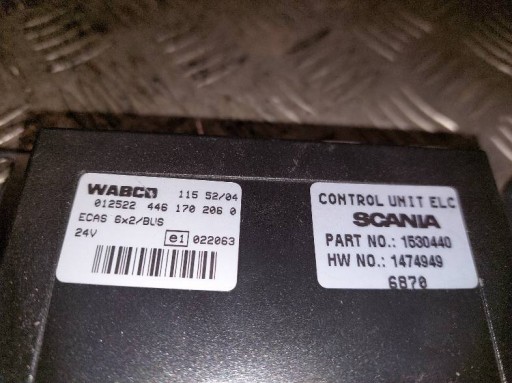 WABCO 115 52/04
012522 446 170 206 0
ECAS 6x2/BUS
24V e1 022063
CONTROL UNIT ELC
SCANIA
PART NO.: 1530440
HW NO.: 1474949
6870